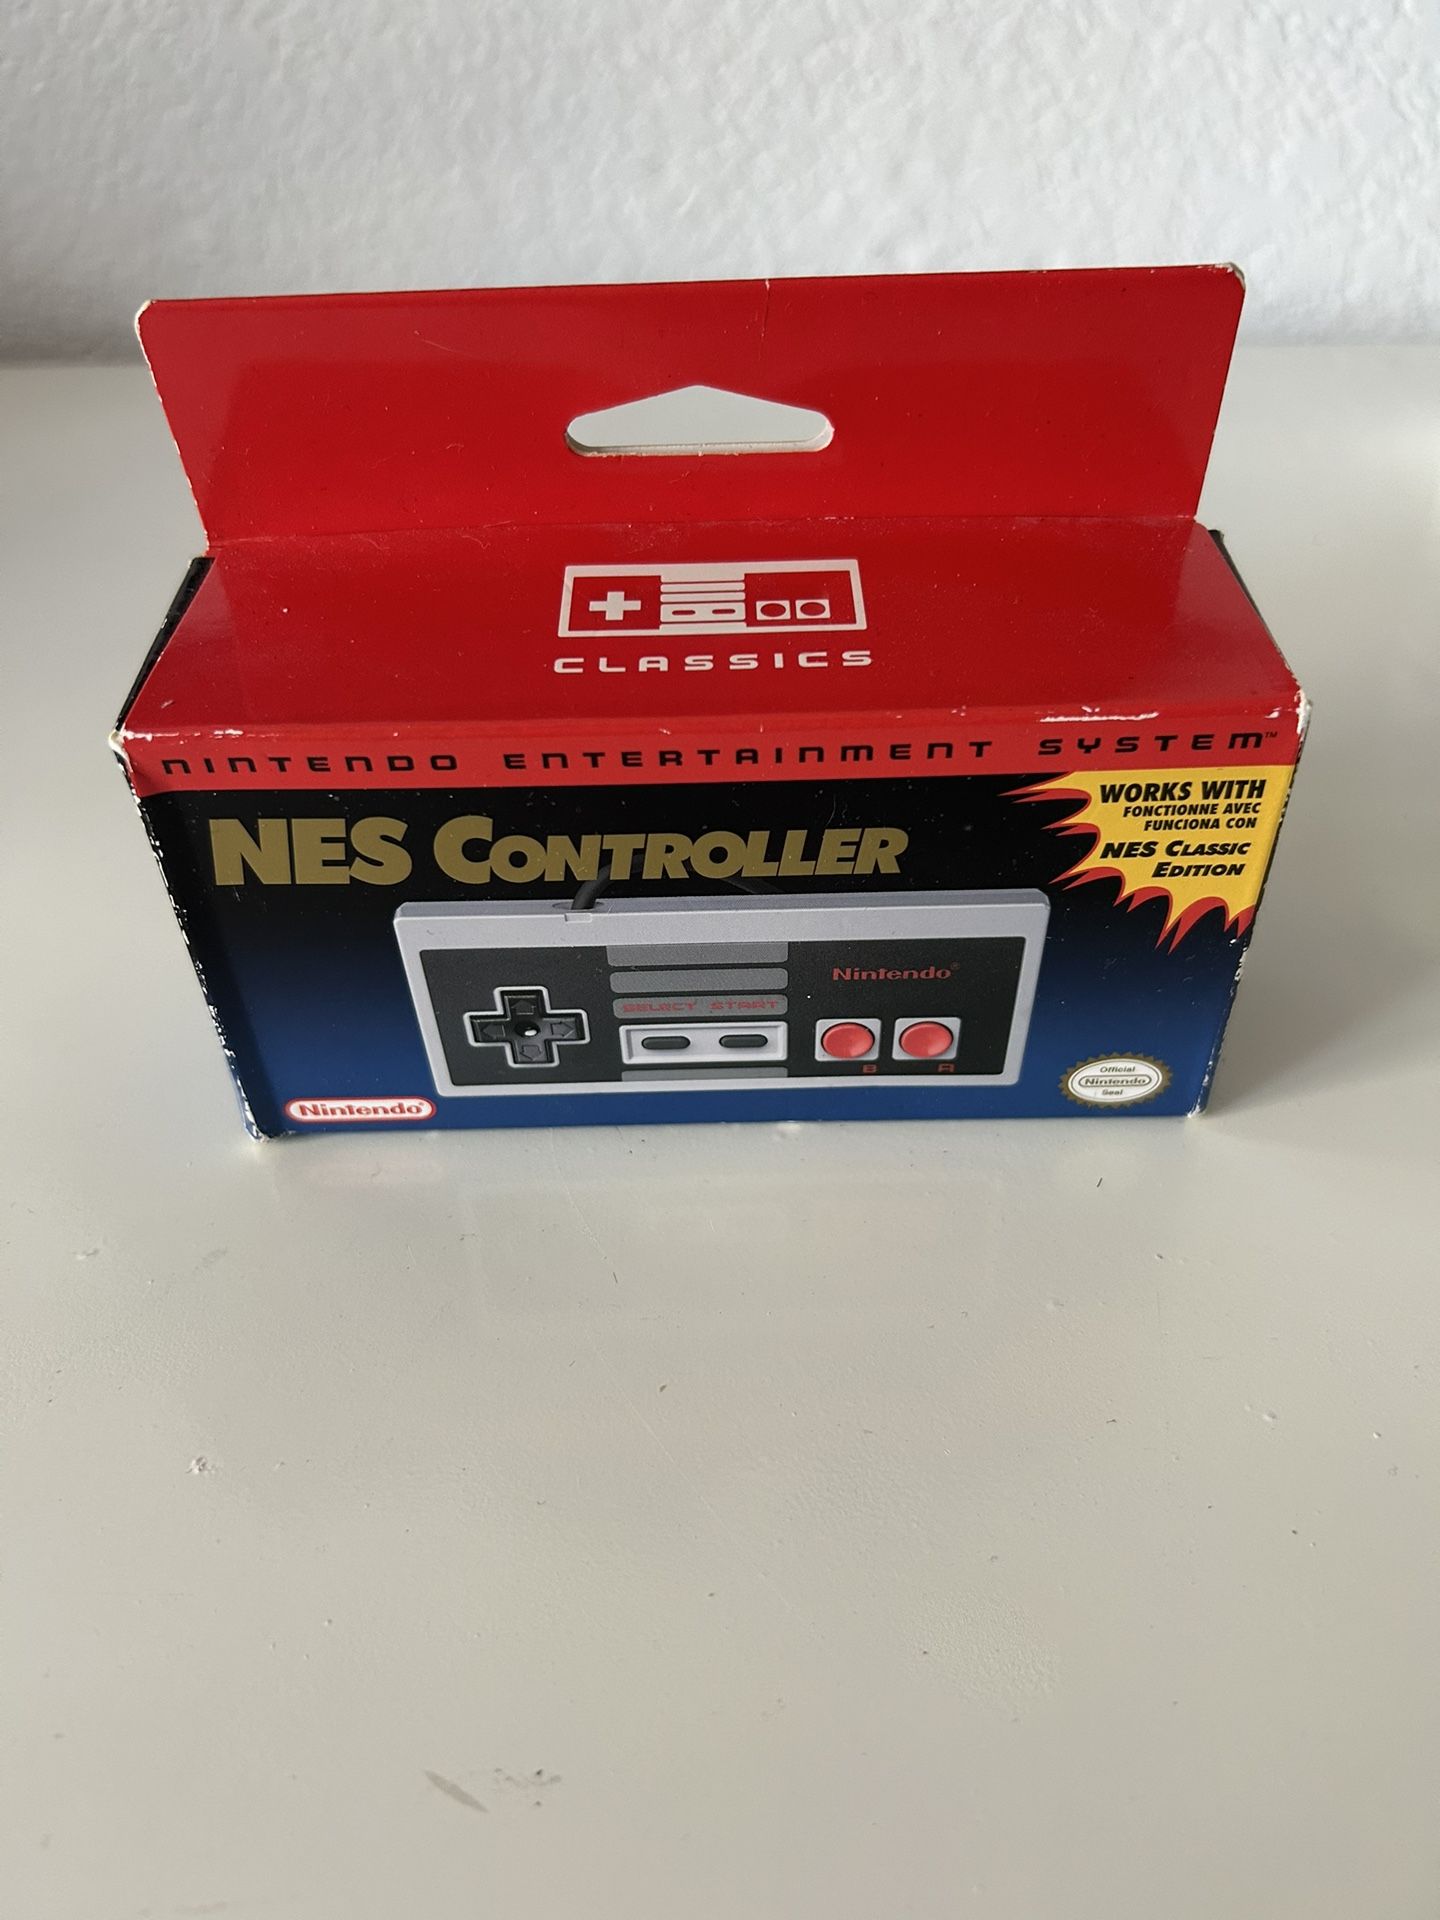 CLASSICS
NINTENDO ENTERTAINMENT SYSTEM™
NES CONTROLLER
WORKS WITH
FONCTIONNE AVEC
FUNCIONA CON
NES CLASSIC
EDITION
Nintendo®
SELECT START
B A
Nintendo®
Official
Nintendo
Seal